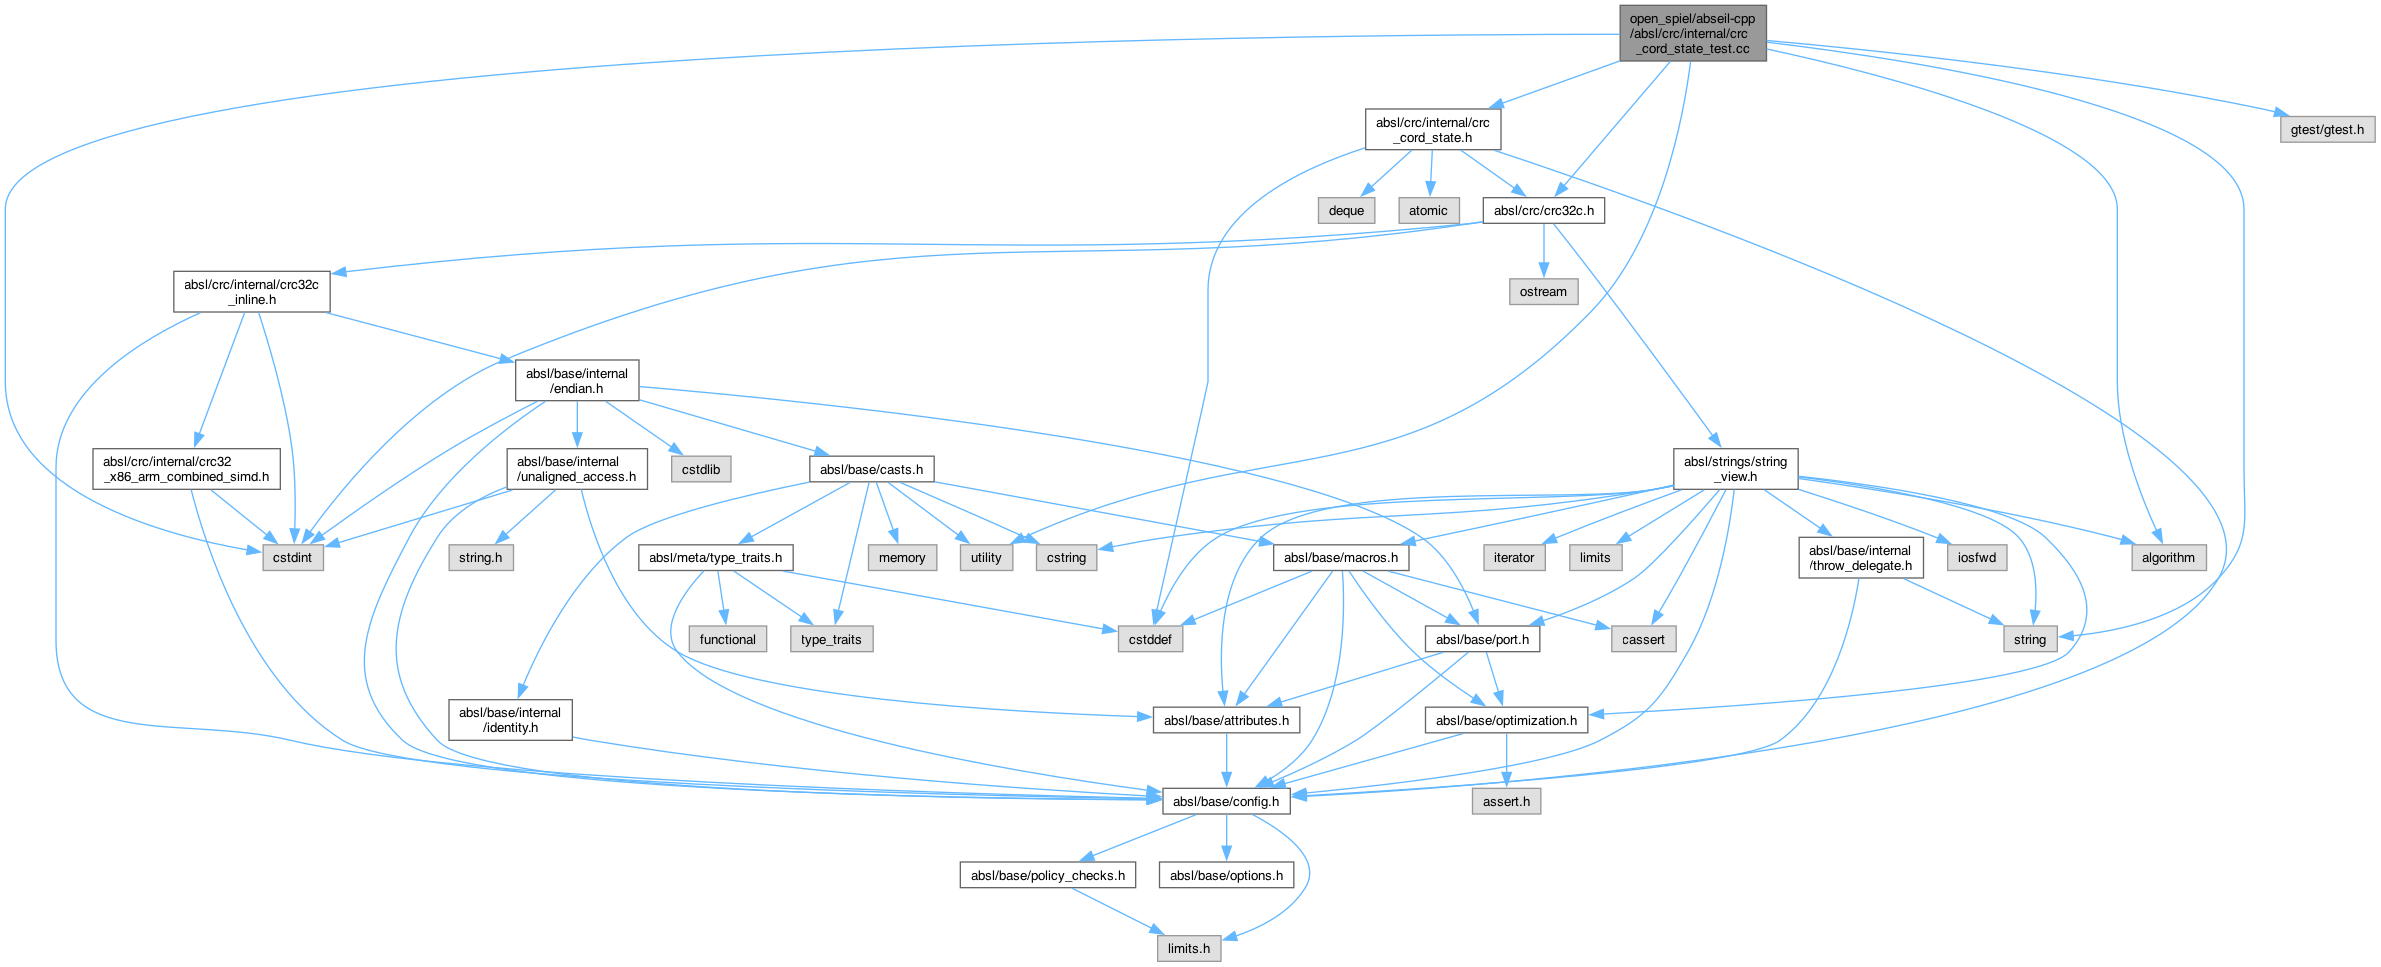 open_spiel/abseil-cpp
/absl/crc/internal/crc
_cord_state_test.cc
absl/crc/internal/crc
_cord_state.h
gtest/gtest.h
deque
atomic
absl/crc/crc32c.h
absl/crc/internal/crc32c
_inline.h
ostream
absl/base/internal
/endian.h
absl/crc/internal/crc32
_x86_arm_combined_simd.h
absl/base/internal
/unaligned_access.h
cstdlib
absl/base/casts.h
absl/strings/string
_view.h
cstdint
string.h
absl/meta/type_traits.h
memory
utility
cstring
absl/base/macros.h
iterator
limits
absl/base/internal
/throw_delegate.h
iosfwd
algorithm
functional
type_traits
cstddef
absl/base/port.h
cassert
string
absl/base/internal
/identity.h
absl/base/attributes.h
absl/base/optimization.h
absl/base/config.h
assert.h
absl/base/policy_checks.h
absl/base/options.h
limits.h